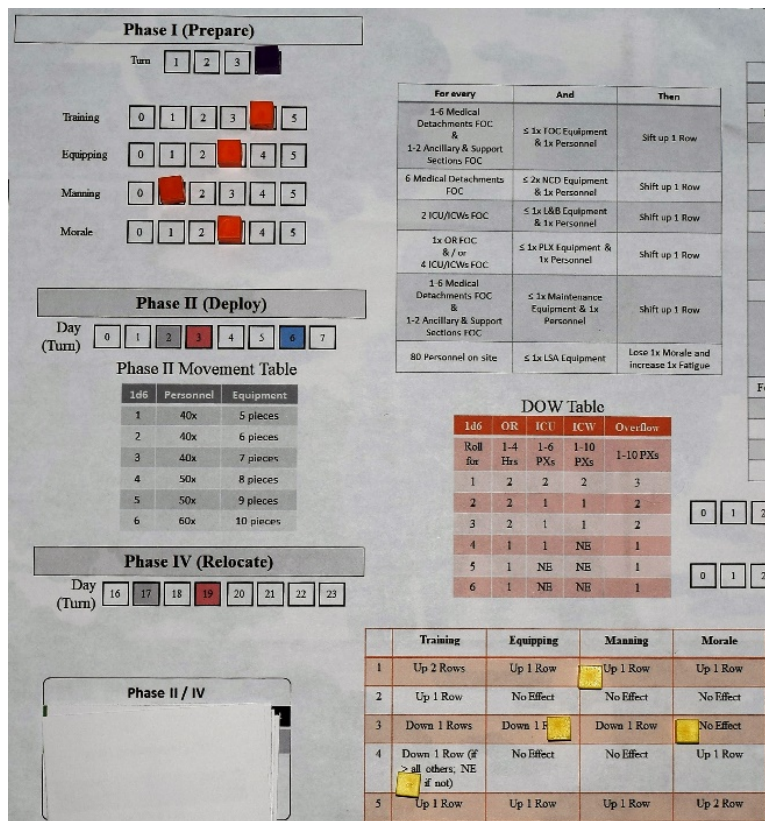 Phase I (Prepare)
Turn 1 2 3
Training 0 1 2 3 5
Equipping 0 1 2 4 5
Manning 0 2 3 4 5
Morale 0 1 2 4 5
For every And Then
1-6 Medical
Detachments FOC
&
1-2 Ancillary & Support
Sections FOC
≤ 1x FOC Equipment
& 1x Personnel
Sift up 1 Row
6 Medical Detachments
FOC
≤ 2x NCD Equipment
& 1x Personnel
Shift up 1 Row
2 ICU/ICWs FOC
≤ 1x L&B Equipment
& 1x Personnel
Shift up 1 Row
1x OR FOC
& / or
4 ICU/ICWs FOC
≤ 1x PLX Equipment &
1x Personnel
Shift up 1 Row
1-6 Medical
Detachments FOC
&
1-2 Ancillary & Support
Sections FOC
≤ 1x Maintenance
Equipment & 1x
Personnel
Shift up 1 Row
80 Personnel on site
≤ 1x LSA Equipment
Lose 1x Morale and
increase 1x Fatigue
Phase II (Deploy)
Day
(Turn)
0 1 2 3 4 5 6 7
Phase II Movement Table
1d6 Personnel Equipment
1 40x 5 pieces
2 40x 6 pieces
3 40x 7 pieces
4 50x 8 pieces
5 50x 9 pieces
6 60x 10 pieces
DOW Table
1d6 OR ICU ICW Overflow
Roll
for
1-4
Hrs
1-6
PXs
1-10
PXs
1-10 PXs
1 2 2 2 3
2 2 1 1 2
3 2 1 1 2
4 1 1 NE 1
5 1 NE NE 1
6 1 NE NE 1
0 1 2
0 1 2
Phase IV (Relocate)
Day
(Turn)
16 17 18 19 20 21 22 23
Phase II / IV
Training Equipping Manning Morale
1 Up 2 Rows Up 1 Row Up 1 Row Up 1 Row
2 Up 1 Row No Effect No Effect No Effect
3 Down 1 Rows Down 1 Down 1 Row No Effect
4 Down 1 Row (if
> all others; NE
if not)
No Effect No Effect Up 1 Row
5 Up 1 Row Up 1 Row Up 1 Row Up 2 Row